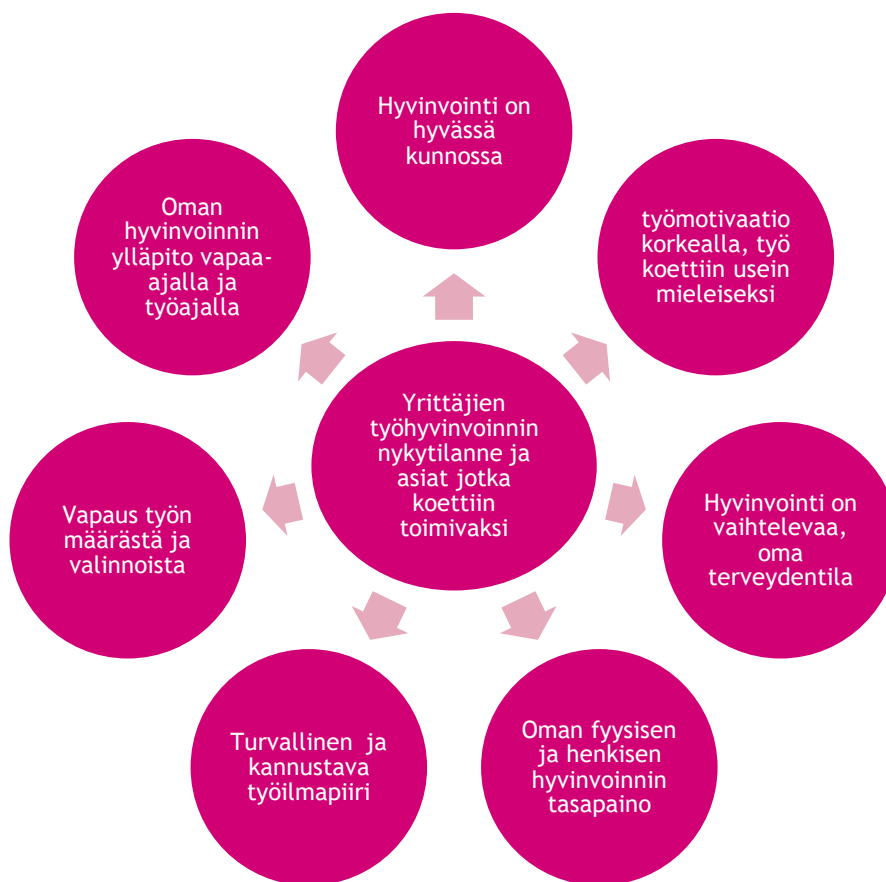 Hyvinvointi on
hyvässä
kunnossa
työmotivaatio
korkealla, työ
koettiin usein
mieleiseksi
Hyvinvointi on
vaihtelevaa,
oma
terveydentila
Oman fyysisen
ja henkisen
hyvinvoinnin
tasapaino
Turvallinen ja
kannustava
työilmapiiri
Vapaus työn
määrästä ja
valinnoista
Oman
hyvinvoinnin
ylläpito vapaa-
ajalla ja
työajalla
Yrittäjien
työhyvinvoinnin
nykytilanne ja
asiat jotka
koettiin
toimivaksi